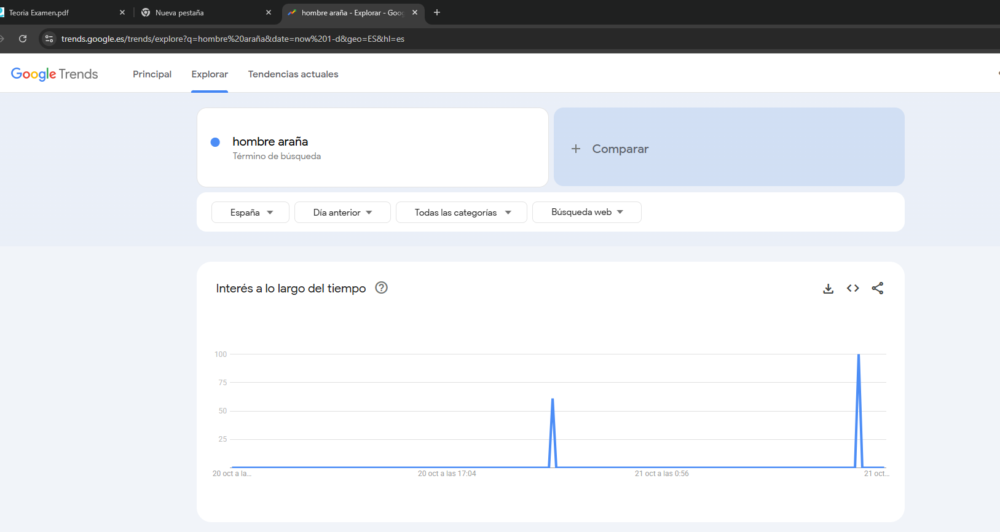 Teoria Examen.pdf
Nueva pestaña
hombre araña - Explorar - Goo
trends.google.es/trends/explore?q=hombre%20araña&date=now%201-d&geo=ES&hl=es
Google Trends
Principal
Explorar
Tendencias actuales
hombre araña
Término de búsqueda
+ Comparar
España
Día anterior
Todas las categorías
Búsqueda web
Interés a lo largo del tiempo
100
75
50
25
20 oct a la...
20 oct a las 17:04
21 oct a las 0:56
21 oct...